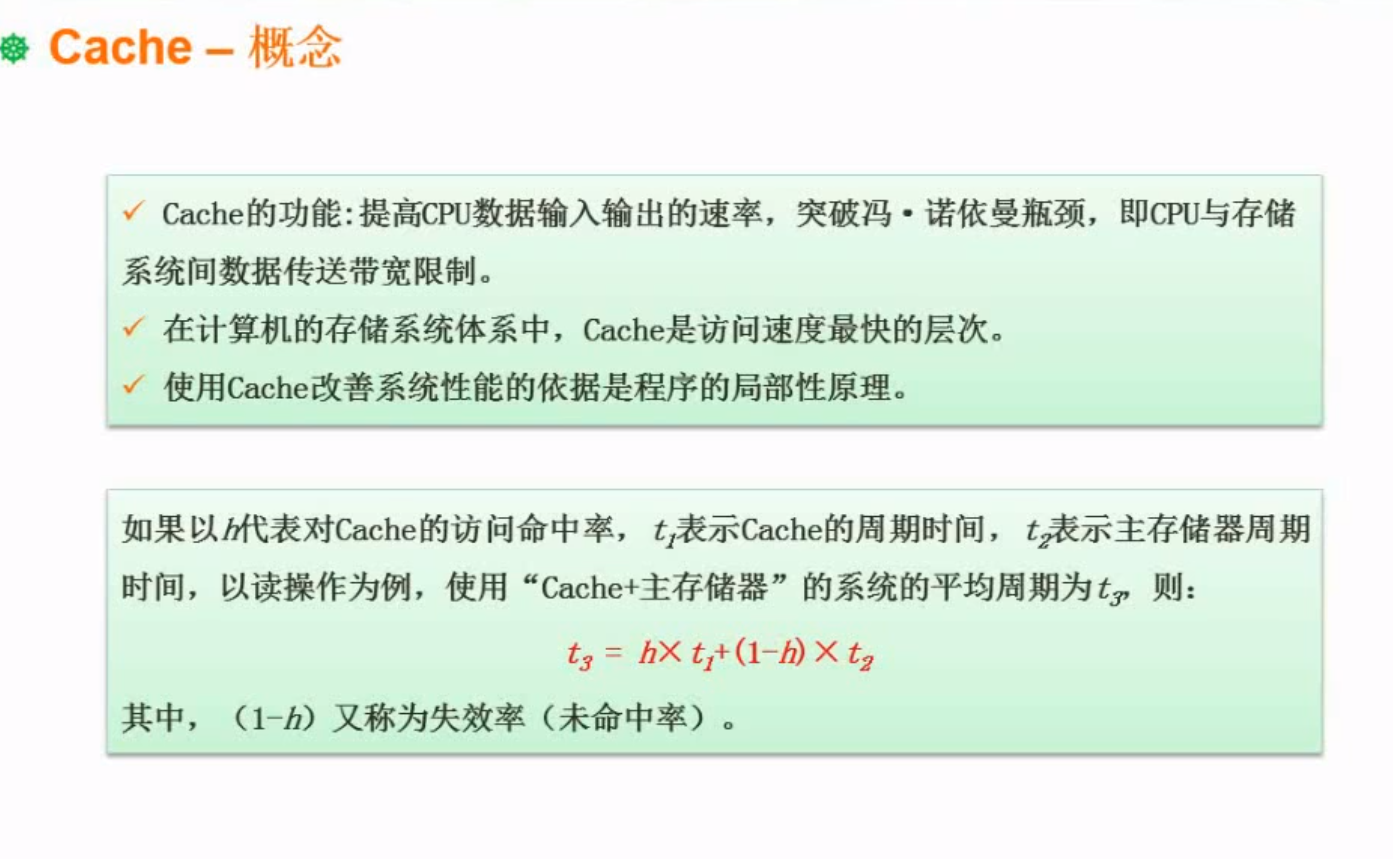 Cache – 概念
✓ Cache的功能:提高CPU数据输入输出的速率，突破冯·诺依曼瓶颈，即CPU与存储
系统间数据传送带宽限制。
✓ 在计算机的存储系统体系中，Cache是访问速度最快的层次。
✓ 使用Cache改善系统性能的依据是程序的局部性原理。
如果以h代表对Cache的访问命中率，t₁表示Cache的周期时间，t₂表示主存储器周期
时间，以读操作为例，使用“Cache+主存储器”的系统的平均周期为t₃，则：
t₃ = h×t₁+(1-h)×t₂
其中，（1-h）又称为失效率（未命中率）。